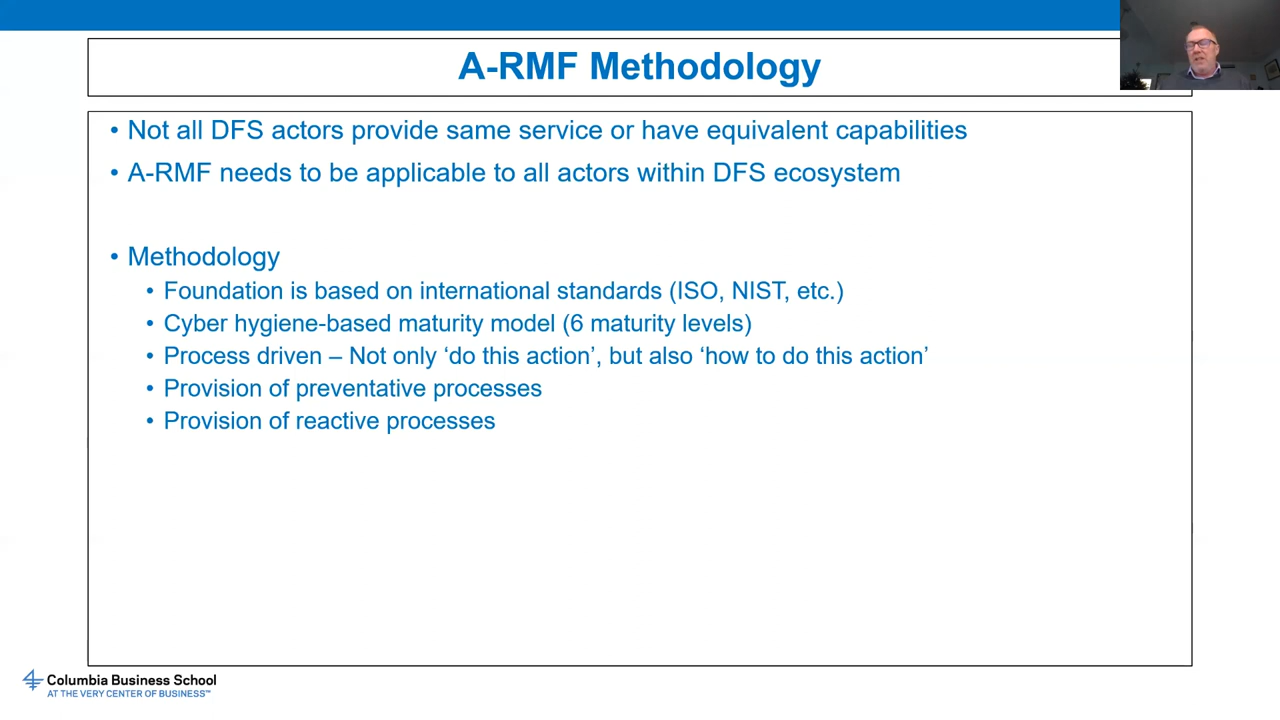 A-RMF Methodology
• Not all DFS actors provide same service or have equivalent capabilities
• A-RMF needs to be applicable to all actors within DFS ecosystem
• Methodology
• Foundation is based on international standards (ISO, NIST, etc.)
• Cyber hygiene-based maturity model (6 maturity levels)
• Process driven – Not only ‘do this action’, but also ‘how to do this action’
• Provision of preventative processes
• Provision of reactive processes
Columbia Business School
AT THE VERY CENTER OF BUSINESS™